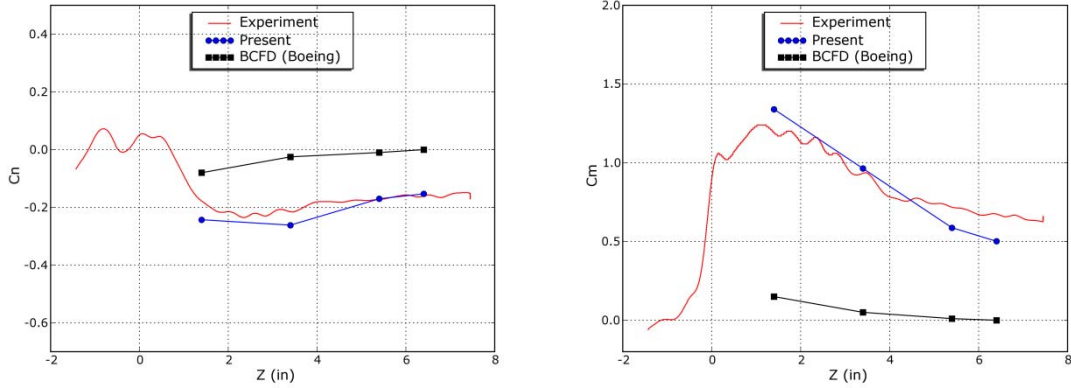 0.4
0.2
0.0
-0.2
-0.4
-0.6
Cn
-2
0
2
4
6
8
Z (in)
Experiment
Present
BCFD (Boeing)
2.0
1.5
1.0
0.5
0.0
Cm
-2
0
2
4
6
8
Z (in)
Experiment
Present
BCFD (Boeing)